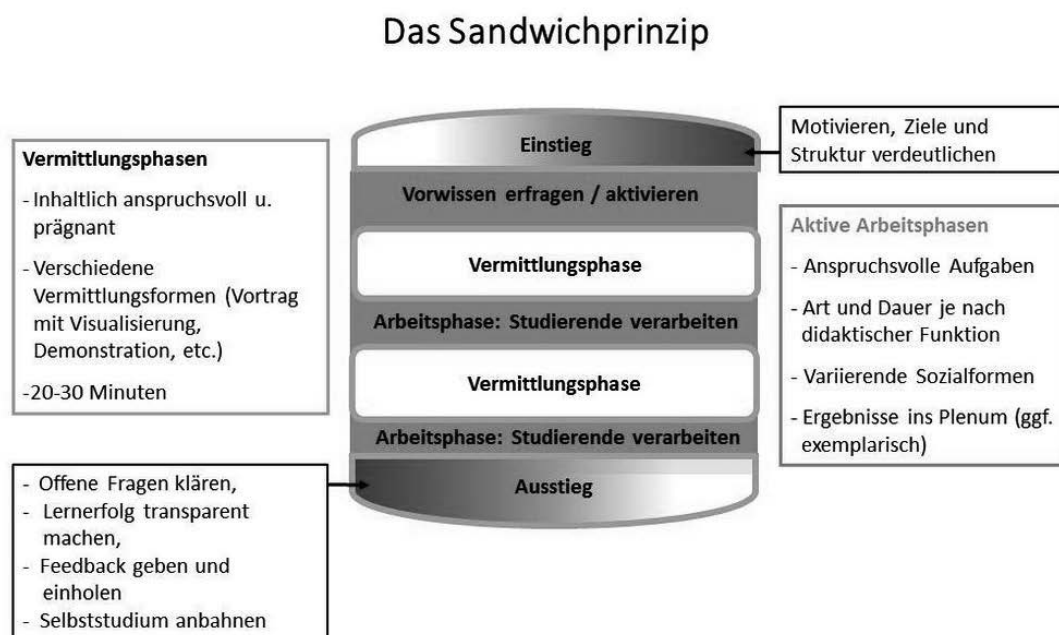 Das Sandwichprinzip
Vermittlungsphasen
- Inhaltlich anspruchsvoll u.
prägnant
- Verschiedene
Vermittlungsformen (Vortrag
mit Visualisierung,
Demonstration, etc.)
-20-30 Minuten
- Offene Fragen klären,
- Lernerfolg transparent
machen,
- Feedback geben und
einholen
- Selbststudium anbahnen
Einstieg
Vorwissen erfragen / aktivieren
Vermittlungsphase
Arbeitsphase: Studierende verarbeiten
Vermittlungsphase
Arbeitsphase: Studierende verarbeiten
Ausstieg
Motivieren, Ziele und
Struktur verdeutlichen
Aktive Arbeitsphasen
- Anspruchsvolle Aufgaben
- Art und Dauer je nach
didaktischer Funktion
- Variierende Sozialformen
- Ergebnisse ins Plenum (ggf.
exemplarisch)